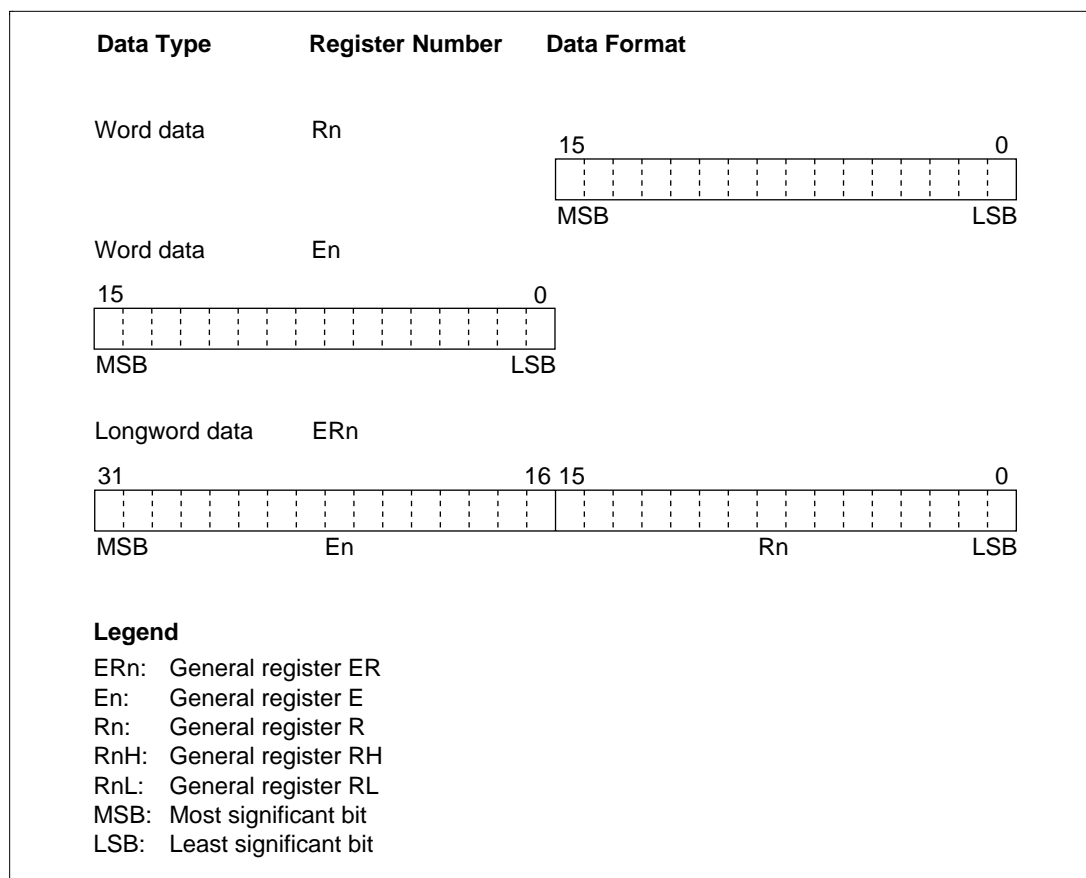 Data Type Register Number Data Format
Word data Rn
15 0
MSB LSB
Word data En
15 0
MSB LSB
Longword data ERn
31 16 15 0
MSB En Rn LSB
Legend
ERn: General register ER
En: General register E
Rn: General register R
RnH: General register RH
RnL: General register RL
MSB: Most significant bit
LSB: Least significant bit